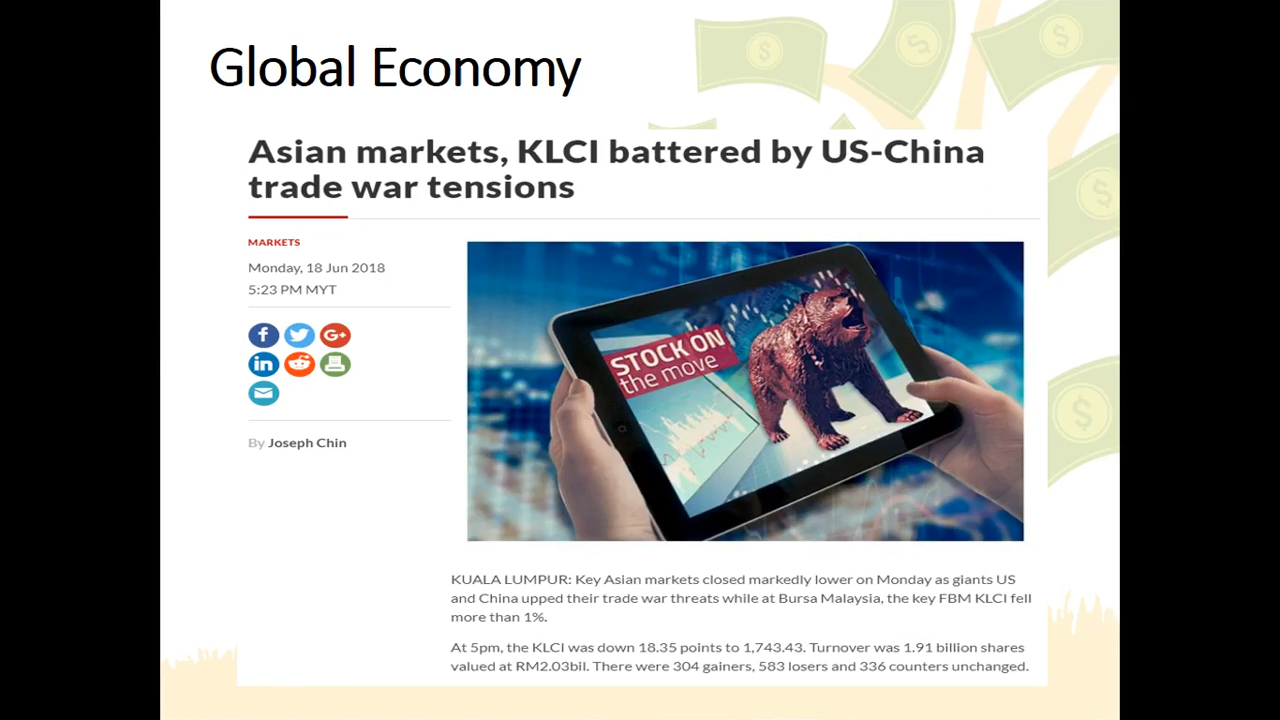 Global Economy
Asian markets, KLCI battered by US-China
trade war tensions
MARKETS
Monday, 18 Jun 2018
5:23 PM MYT
f
G+
in
By Joseph Chin
STOCK ON
the move
KUALA LUMPUR: Key Asian markets closed markedly lower on Monday as giants US
and China upped their trade war threats while at Bursa Malaysia, the key FBM KLCI fell
more than 1%.
At 5pm, the KLCI was down 18.35 points to 1,743.43. Turnover was 1.91 billion shares
valued at RM2.03bil. There were 304 gainers, 583 losers and 336 counters unchanged.